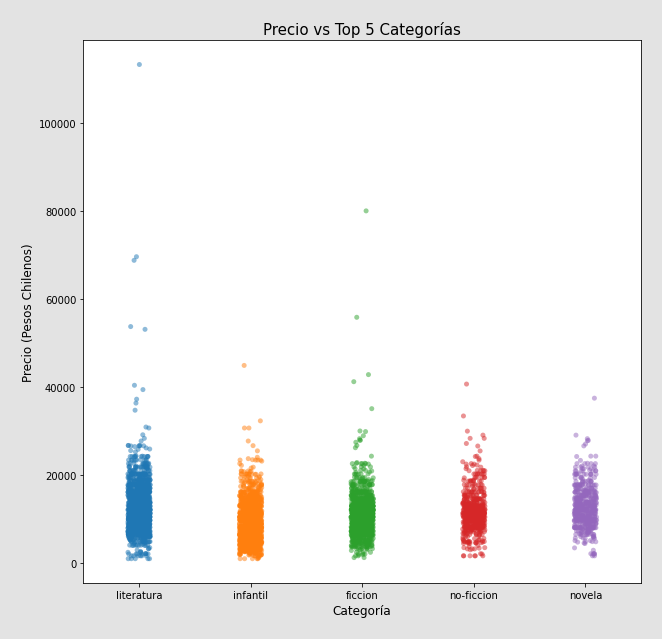 Precio vs Top 5 Categorías
Precio (Pesos Chilenos)
100000
80000
60000
40000
20000
0
literatura infantil ficcion no-ficcion novela
Categoría